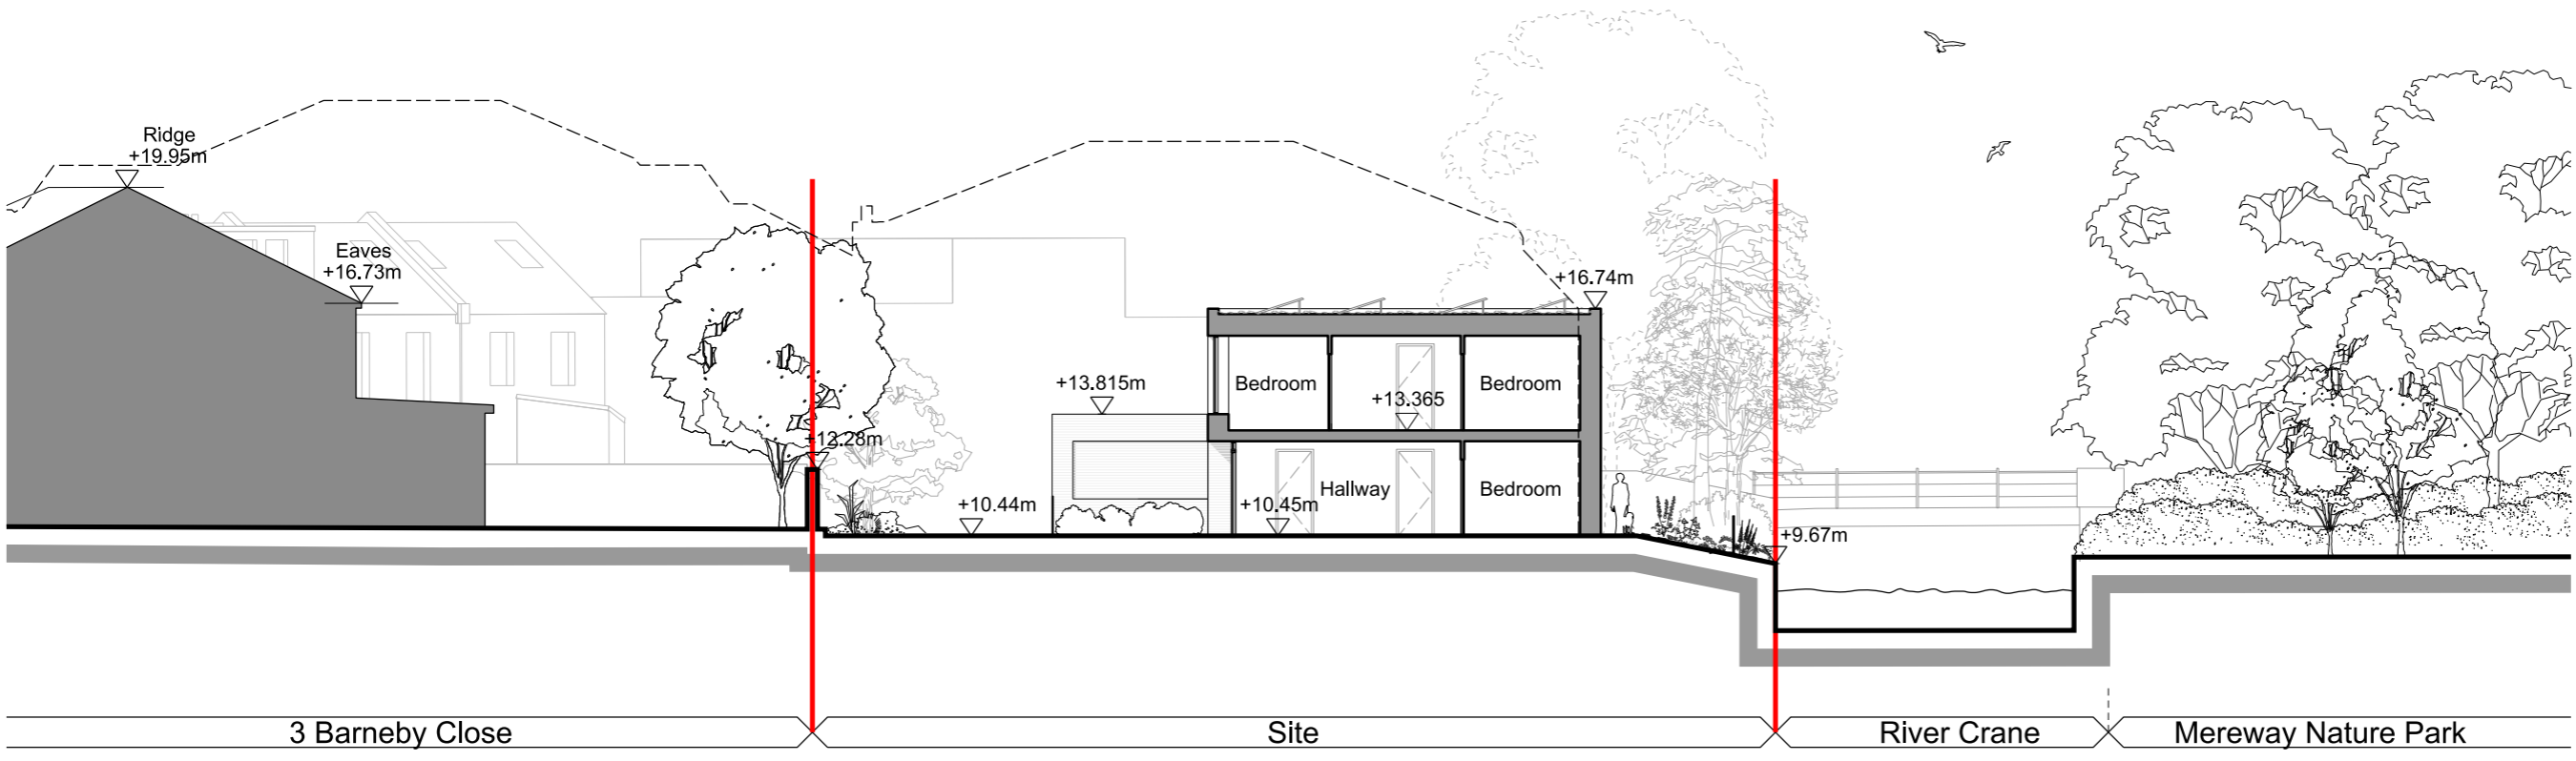 Ridge
+19.95m
Eaves
+16.73m
+16.74m
+13.815m
Bedroom
+13.365
Bedroom
+12.28m
+10.44m
+10.45m
Hallway
Bedroom
+9.67m
3 Barneby Close
Site
River Crane
Mereway Nature Park